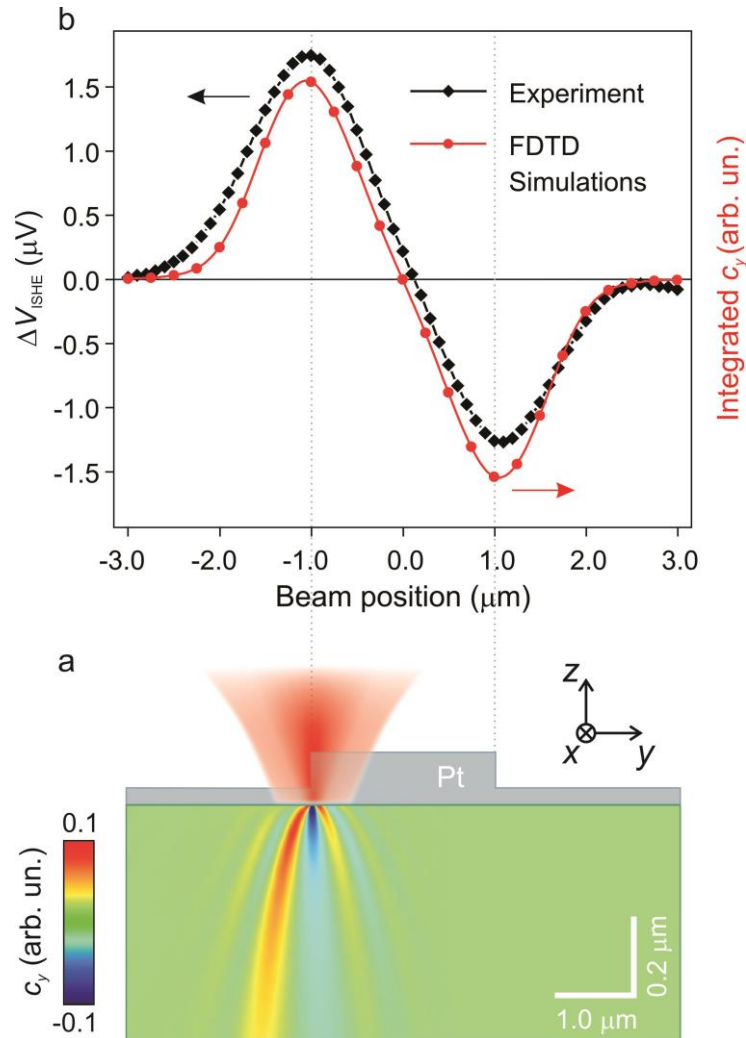 b
1.5
1.0
0.5
0.0
-0.5
-1.0
-1.5
ΔV_ISHE (μV)
Experiment
FDTD
Simulations
Integrated c_y (arb. un.)
-3.0 -2.0 -1.0 0.0 1.0 2.0 3.0
Beam position (μm)
a
z
x
y
Pt
0.1
c_y (arb. un.)
-0.1
0.2 μm
1.0 μm